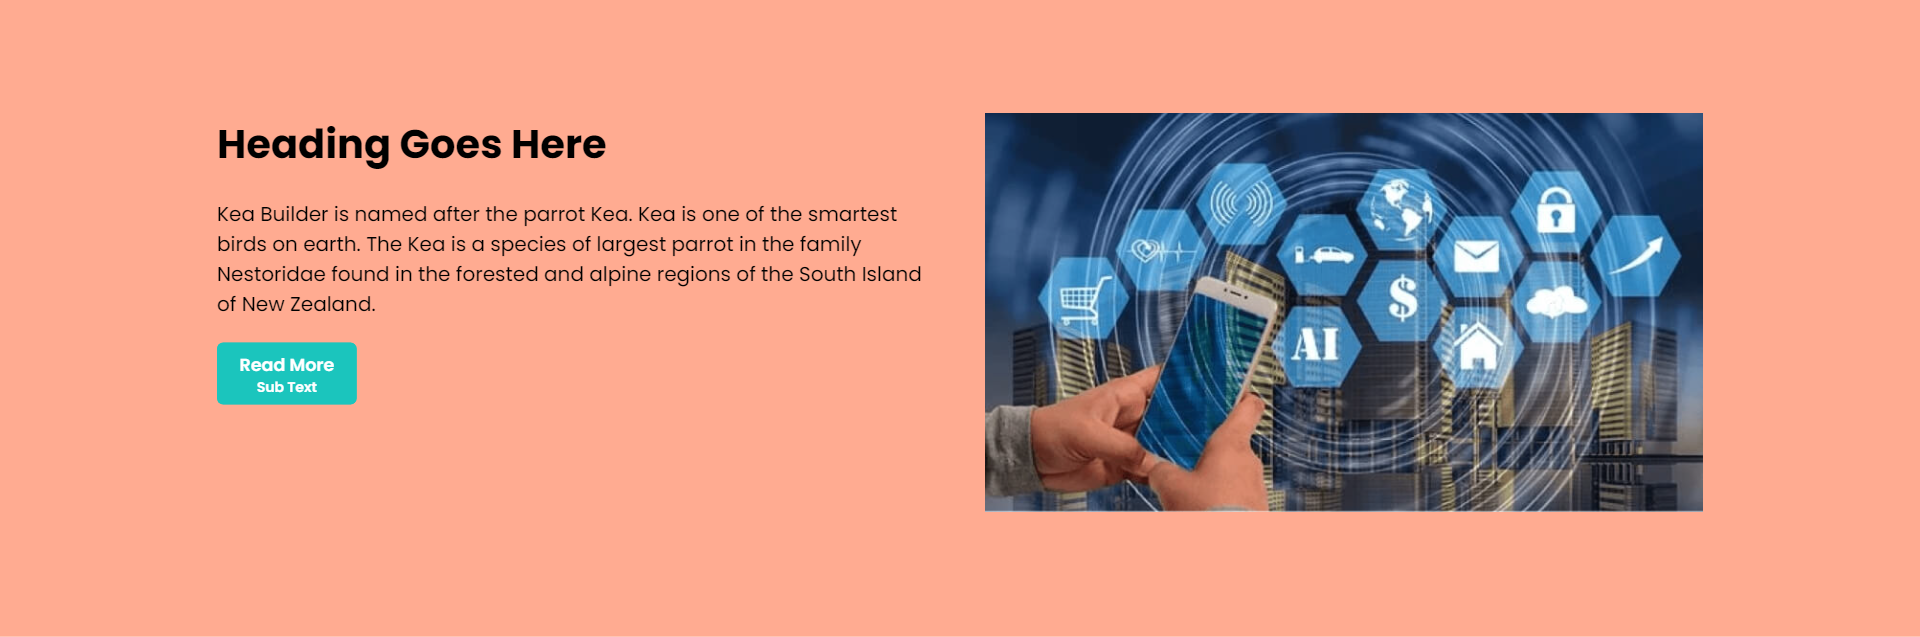 Heading Goes Here
Kea Builder is named after the parrot Kea. Kea is one of the smartest
birds on earth. The Kea is a species of largest parrot in the family
Nestoridae found in the forested and alpine regions of the South Island
of New Zealand.
Read More
Sub Text
$
AI